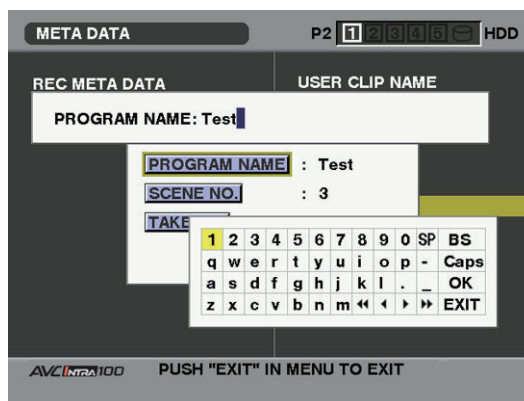 META DATA
P2 1 2 3 4 5 HDD
REC META DATA
USER CLIP NAME
PROGRAM NAME: Test
PROGRAM NAME : Test
SCENE NO. : 3
TAKE
1 2 3 4 5 6 7 8 9 0 SP BS
q w e r t y u i o p - Caps
a s d f g h j k l . _ OK
z x c v b n m ◄◄ ◄ ► ►► EXIT
AVC INTRA 100
PUSH "EXIT" IN MENU TO EXIT